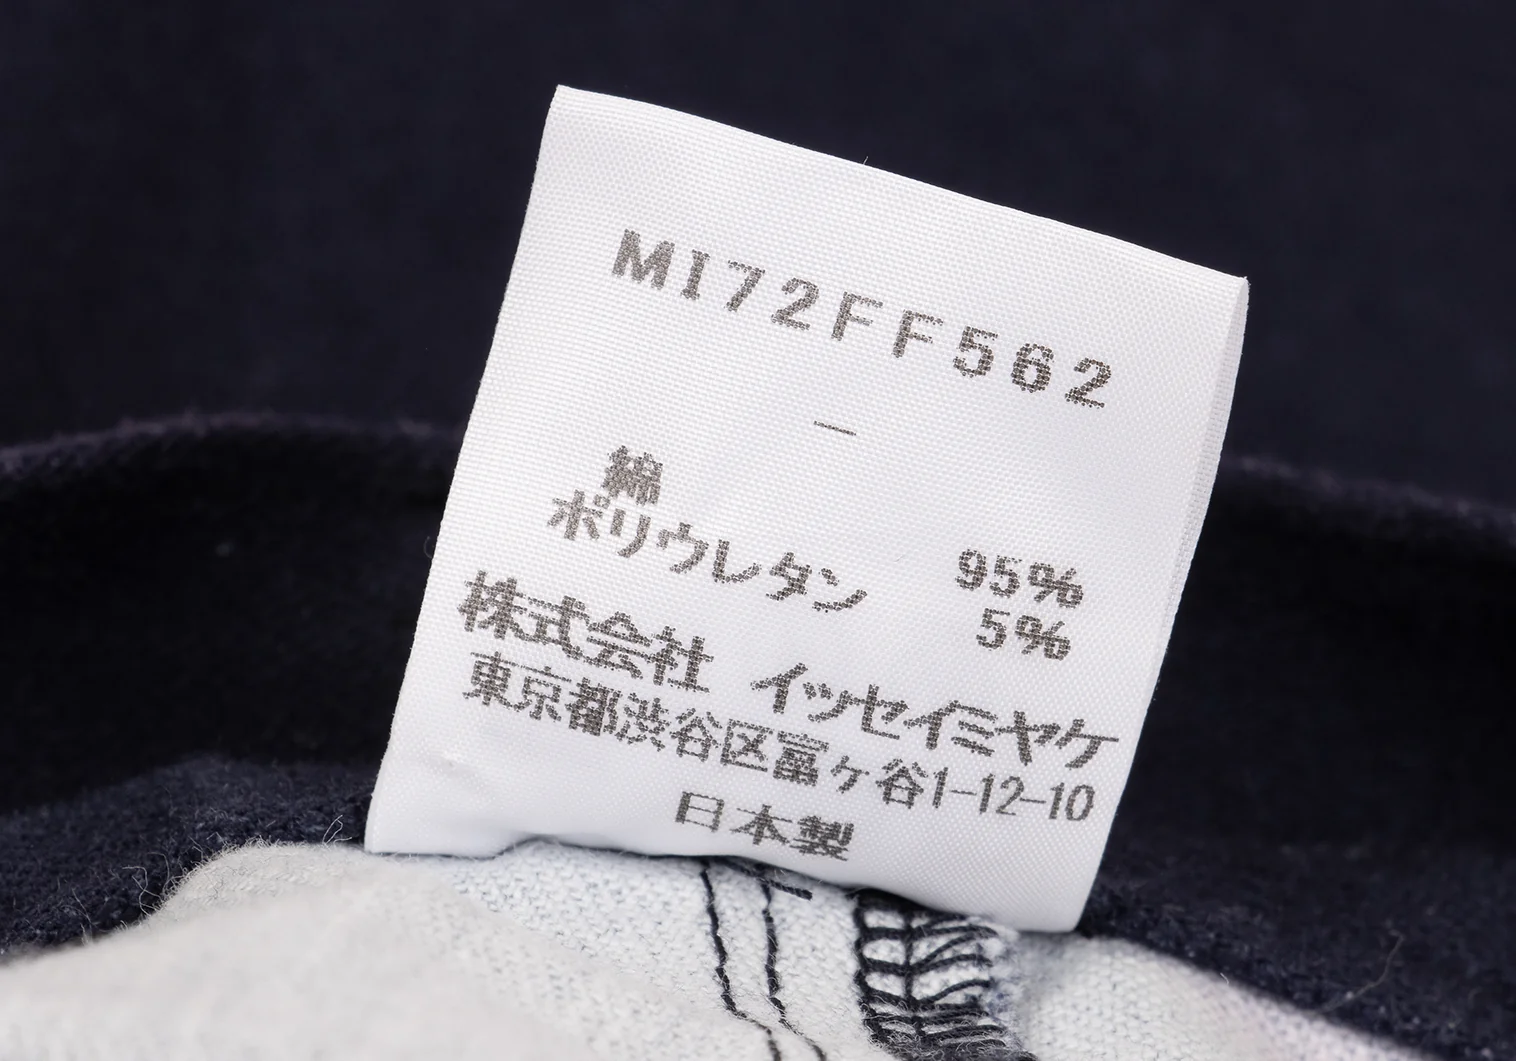 MI72FF562
—
綿 95%
ポリウレタン 5%
株式会社 イッセイミヤケ
東京都渋谷区富ヶ谷1-12-10
日本製